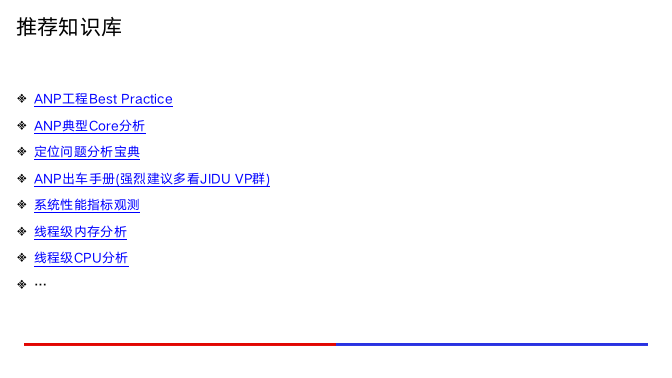 推荐知识库
❖ ANP工程Best Practice
❖ ANP典型Core分析
❖ 定位问题分析宝典
❖ ANP出车手册(强烈建议多看JIDU VP群)
❖ 系统性能指标观测
❖ 线程级内存分析
❖ 线程级CPU分析
❖ …